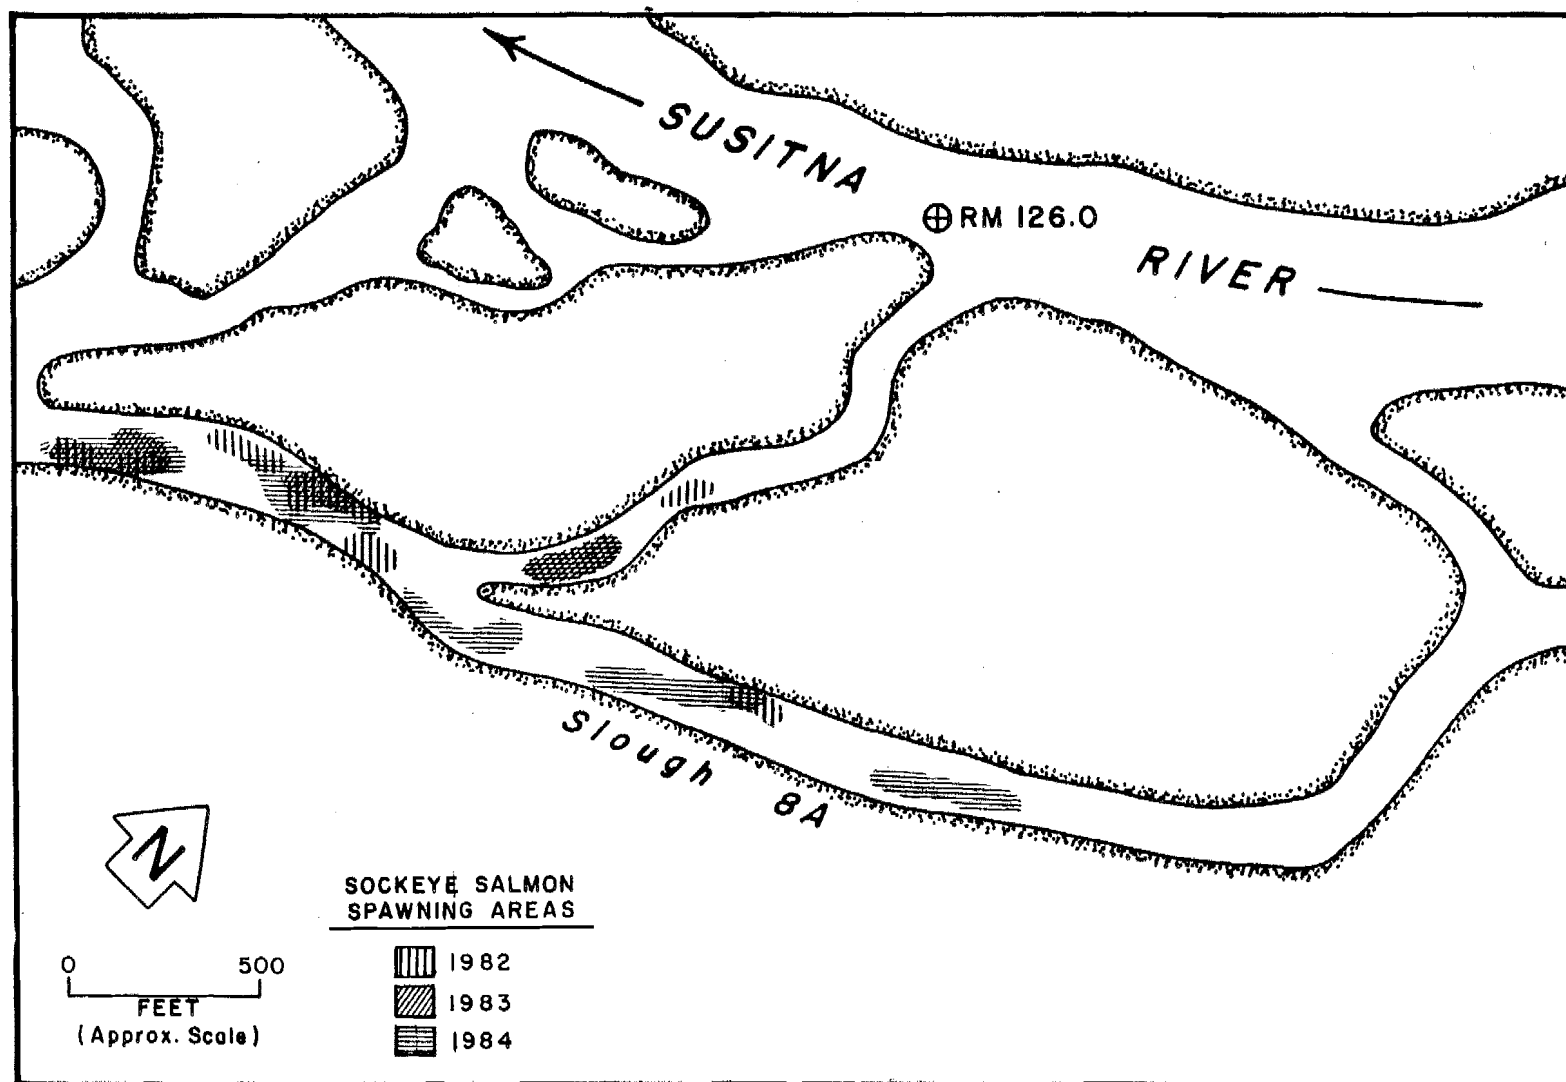 SUSITNA
RM 126.0
RIVER
Slough 8A
N
SOCKEYE SALMON
SPAWNING AREAS
0 500
FEET
(Approx. Scale)
1982
1983
1984